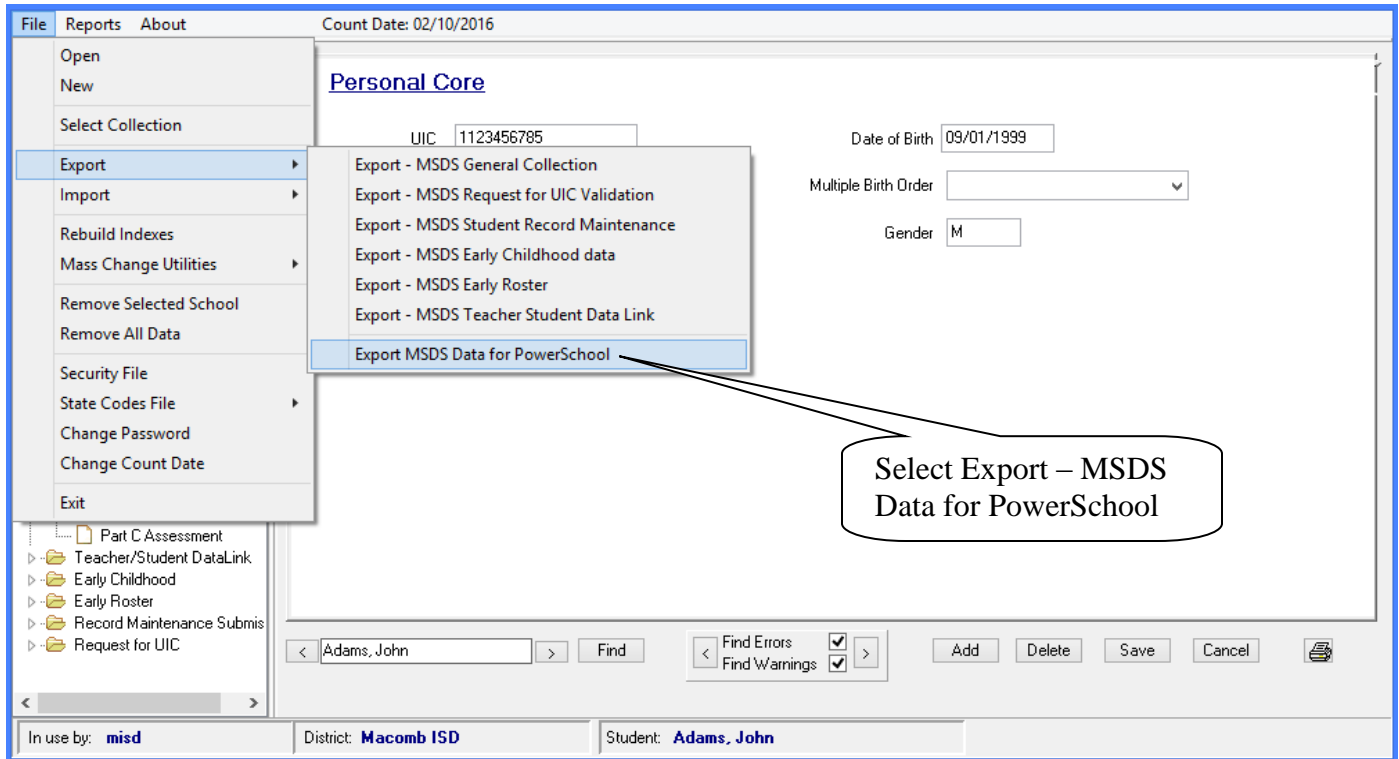 File Reports About Count Date: 02/10/2016
Open
New
Select Collection
Export
Import
Rebuild Indexes
Mass Change Utilities
Remove Selected School
Remove All Data
Security File
State Codes File
Change Password
Change Count Date
Exit
Export - MSDS General Collection
Export - MSDS Request for UIC Validation
Export - MSDS Student Record Maintenance
Export - MSDS Early Childhood data
Export - MSDS Early Roster
Export - MSDS Teacher Student Data Link
Export MSDS Data for PowerSchool
Personal Core
UIC 1123456785
Date of Birth 09/01/1999
Multiple Birth Order
Gender M
Select Export – MSDS
Data for PowerSchool
Part C Assessment
Teacher/Student DataLink
Early Childhood
Early Roster
Record Maintenance Submis
Request for UIC
< Adams, John > Find
< Find Errors >
Find Warnings
Add Delete Save Cancel
< >
In use by: misd District: Macomb ISD Student: Adams, John